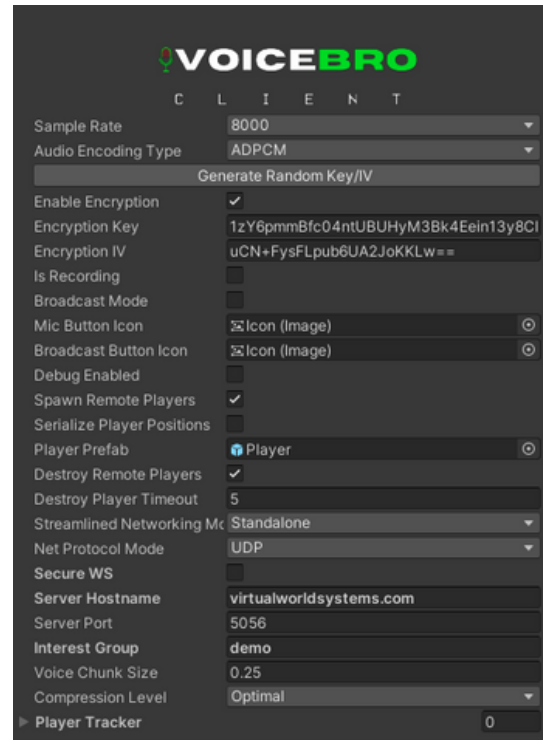 VOICEBRO
CLIENT
Sample Rate 8000
Audio Encoding Type ADPCM
Generate Random Key/IV
Enable Encryption
Encryption Key 1zY6pmmBfc04ntUBUHyM3Bk4Eein13y8Cl
Encryption IV uCN+FysFLpub6UA2JoKKLw==
Is Recording
Broadcast Mode
Mic Button Icon Icon (Image)
Broadcast Button Icon Icon (Image)
Debug Enabled
Spawn Remote Players
Serialize Player Positions
Player Prefab Player
Destroy Remote Players
Destroy Player Timeout 5
Streamlined Networking Mo Standalone
Net Protocol Mode UDP
Secure WS
Server Hostname virtualworldsystems.com
Server Port 5056
Interest Group demo
Voice Chunk Size 0.25
Compression Level Optimal
Player Tracker 0